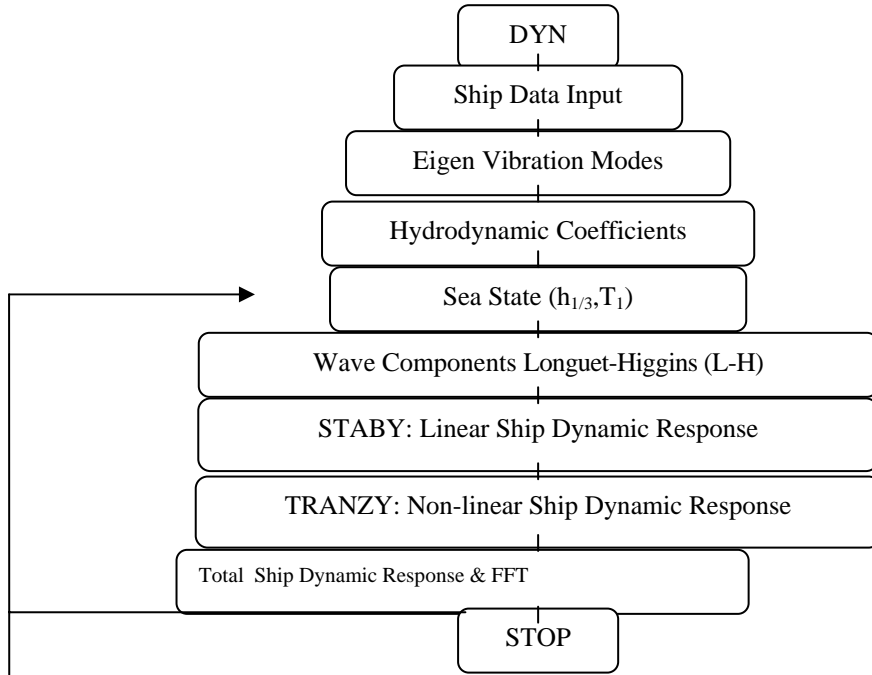 DYN
Ship Data Input
Eigen Vibration Modes
Hydrodynamic Coefficients
Sea State (h1/3,T1)
Wave Components Longuet-Higgins (L-H)
STABY: Linear Ship Dynamic Response
TRANZY: Non-linear Ship Dynamic Response
Total Ship Dynamic Response & FFT
STOP